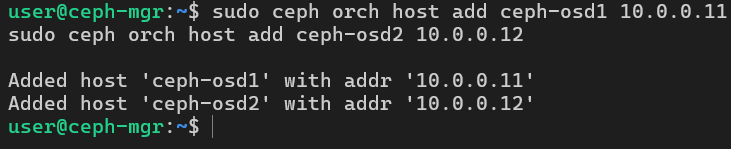 user@ceph-mgr:~$ sudo ceph orch host add ceph-osd1 10.0.0.11
sudo ceph orch host add ceph-osd2 10.0.0.12
Added host 'ceph-osd1' with addr '10.0.0.11'
Added host 'ceph-osd2' with addr '10.0.0.12'
user@ceph-mgr:~$